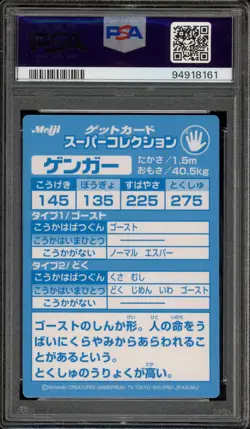 PSA
94918161
Meiji
ゲットカード
スーパーコレクション
ゲンガー
たかさ/1.5m
おもさ/40.5kg
こうげき ぼうぎょ すばやさ とくしゅ
145 135 225 275
タイプ1/ゴースト
こうかはばつぐん ゴースト
こうかはいまひとつ
こうかがない ノーマル エスパー
タイプ2/どく
こうかはばつぐん くさ むし
こうかはいまひとつ どく じめん いわ ゴースト
こうかがない
ゴーストのしんか形。人の命をう
ばいにくらやみからあらわれるこ
とがあるという。
とくしゅのうりょくが高い。